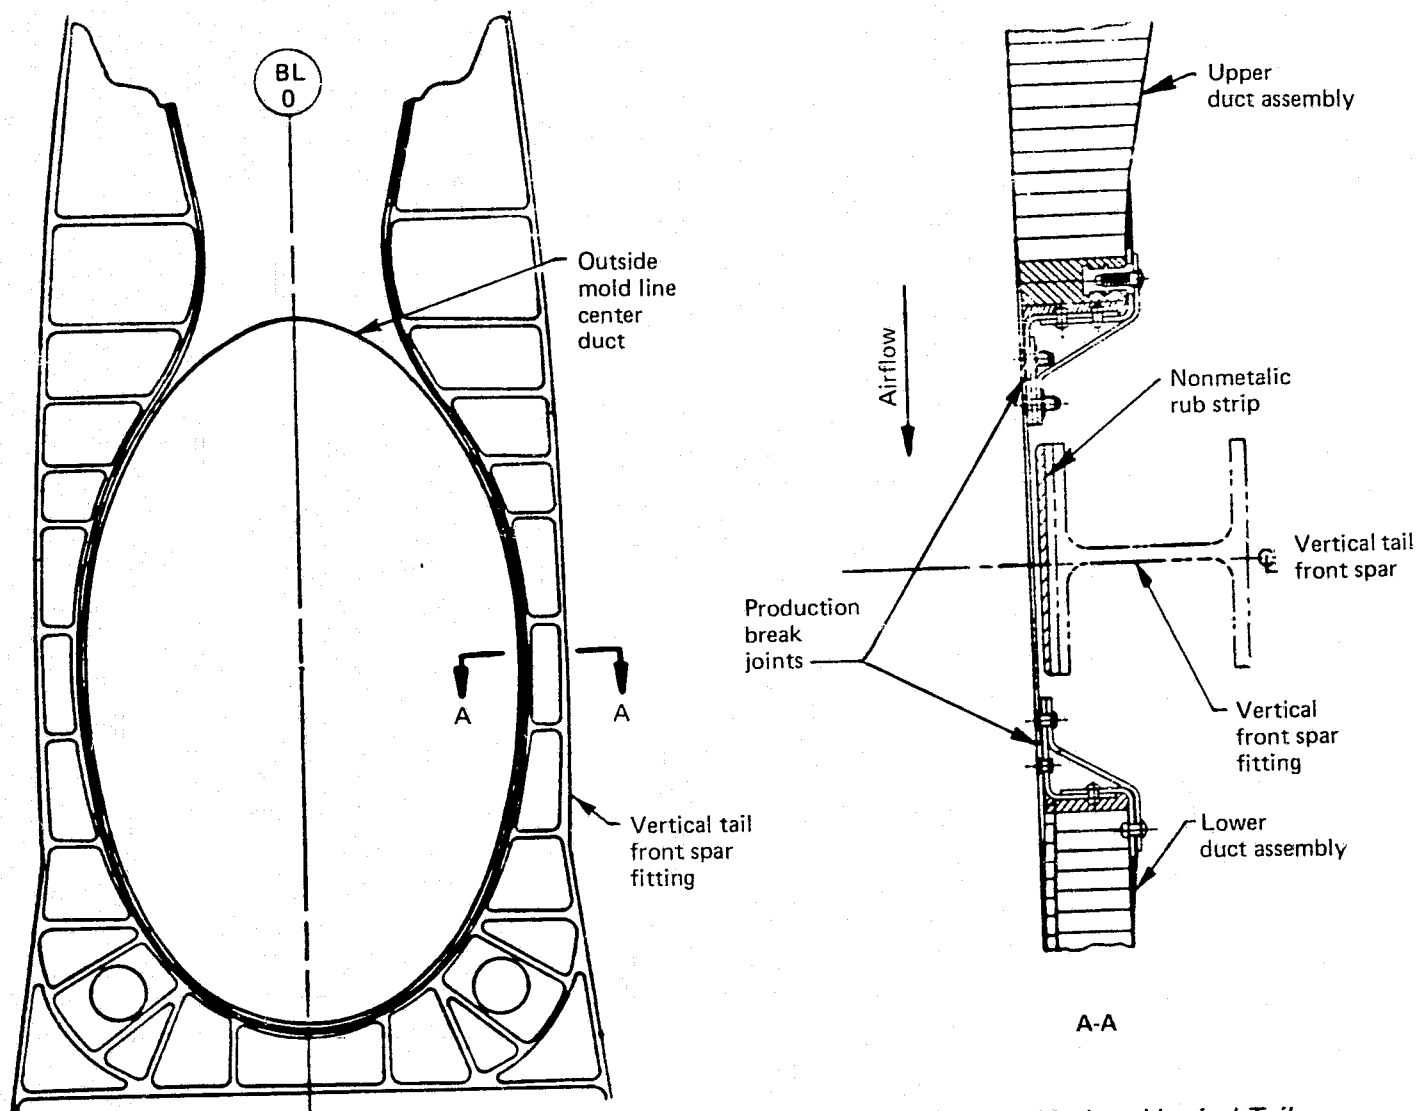 BL
0
Outside
mold line
center
duct
A
A
Vertical tail
front spar
fitting
Upper
duct assembly
Airflow
Nonmetalic
rub strip
Vertical tail
front spar
Production
break
joints
Vertical
front spar
fitting
Lower
duct assembly
A-A
Tail